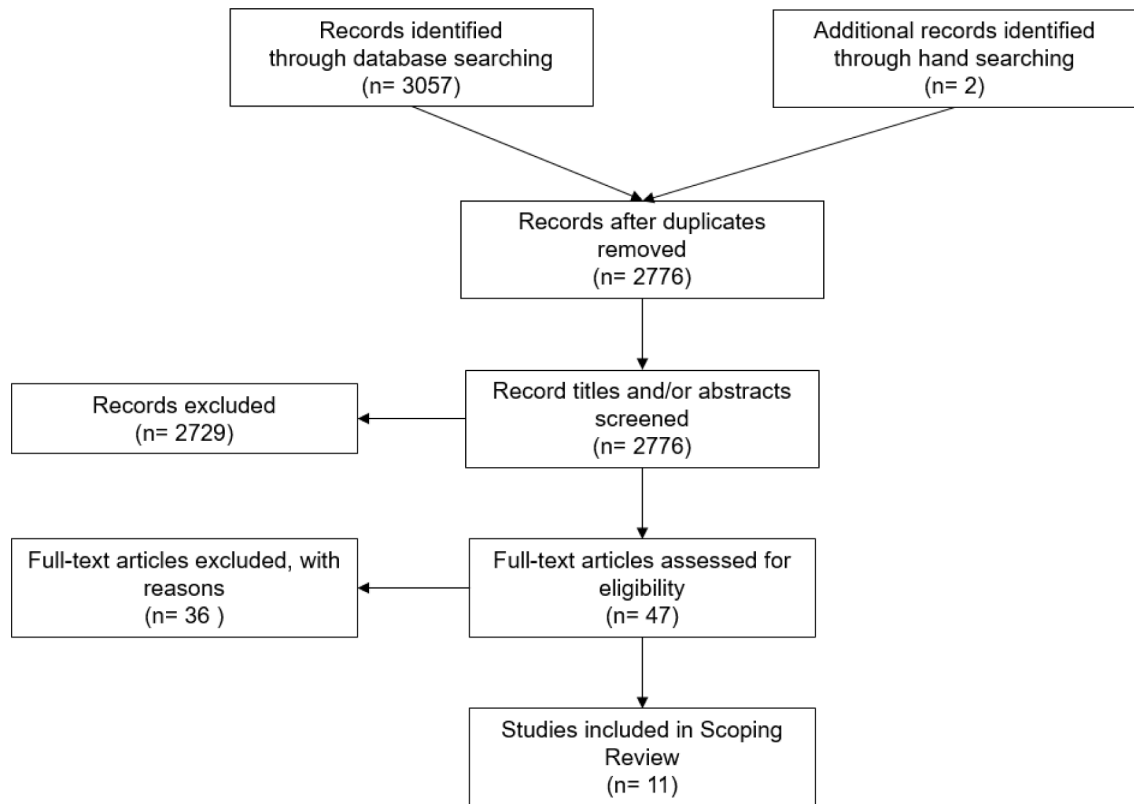 Records identified
through database searching
(n= 3057)
Additional records identified
through hand searching
(n= 2)
Records after duplicates
removed
(n= 2776)
Record titles and/or abstracts
screened
(n= 2776)
Records excluded
(n= 2729)
Full-text articles assessed for
eligibility
(n= 47)
Full-text articles excluded, with
reasons
(n= 36 )
Studies included in Scoping
Review
(n= 11)